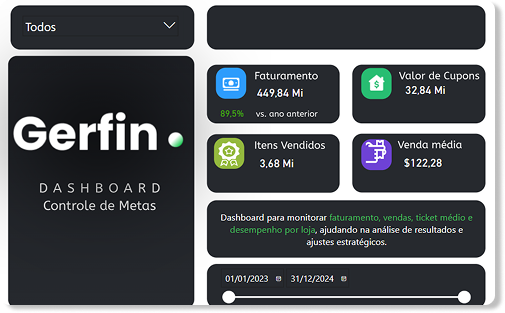 Todos
Gerfin
DASHBOARD
Controle de Metas
Faturamento
449,84 Mi
89,5% vs. ano anterior
Valor de Cupons
32,84 Mi
Itens Vendidos
3,68 Mi
Venda média
$122,28
Dashboard para monitorar faturamento, vendas, ticket médio e
desempenho por loja, ajudando na análise de resultados e
ajustes estratégicos.
01/01/2023 31/12/2024